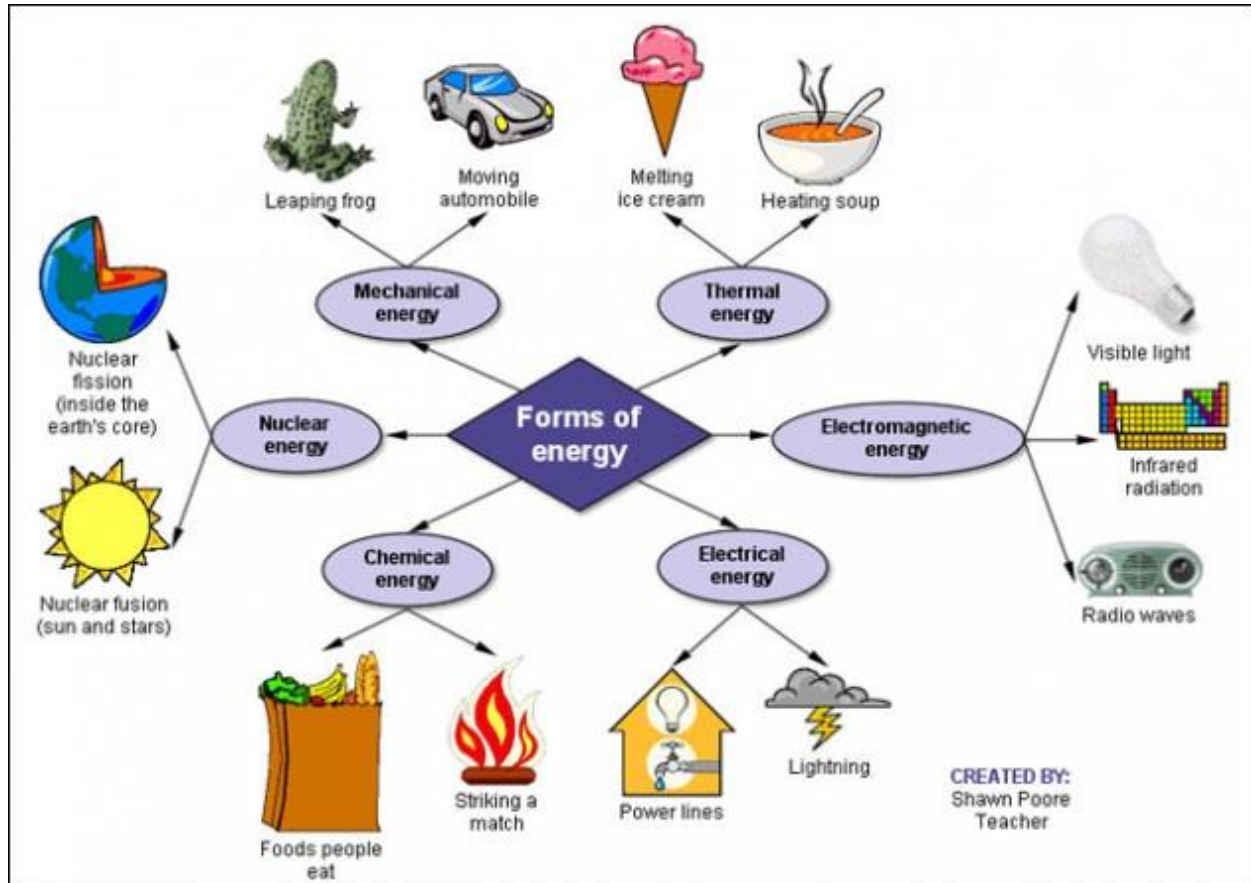 Leaping frog
Moving
automobile
Melting
ice cream
Heating soup
Mechanical
energy
Thermal
energy
Visible light
Nuclear
fission
(inside the
earth's core)
Nuclear
energy
Forms of
energy
Electromagnetic
energy
Infrared
radiation
Nuclear fusion
(sun and stars)
Chemical
energy
Electrical
energy
Radio waves
Foods people
eat
Striking a
match
Power lines
Lightning
CREATED BY:
Shawn Poore
Teacher